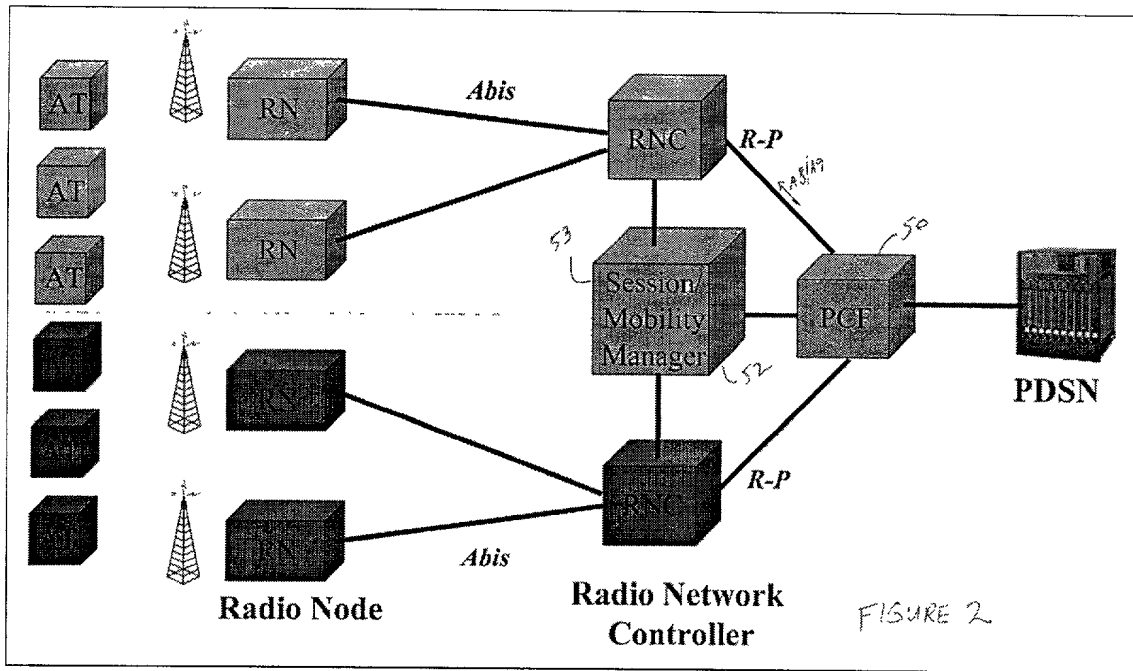 AT
AT
AT
RN
RN
RN
RN
Abis
RNC
R-P
53
Session/
Mobility
Manager
52
50
PCF
PDSN
RNC
R-P
Abis
Radio Node
Radio Network
Controller
FIGURE 2